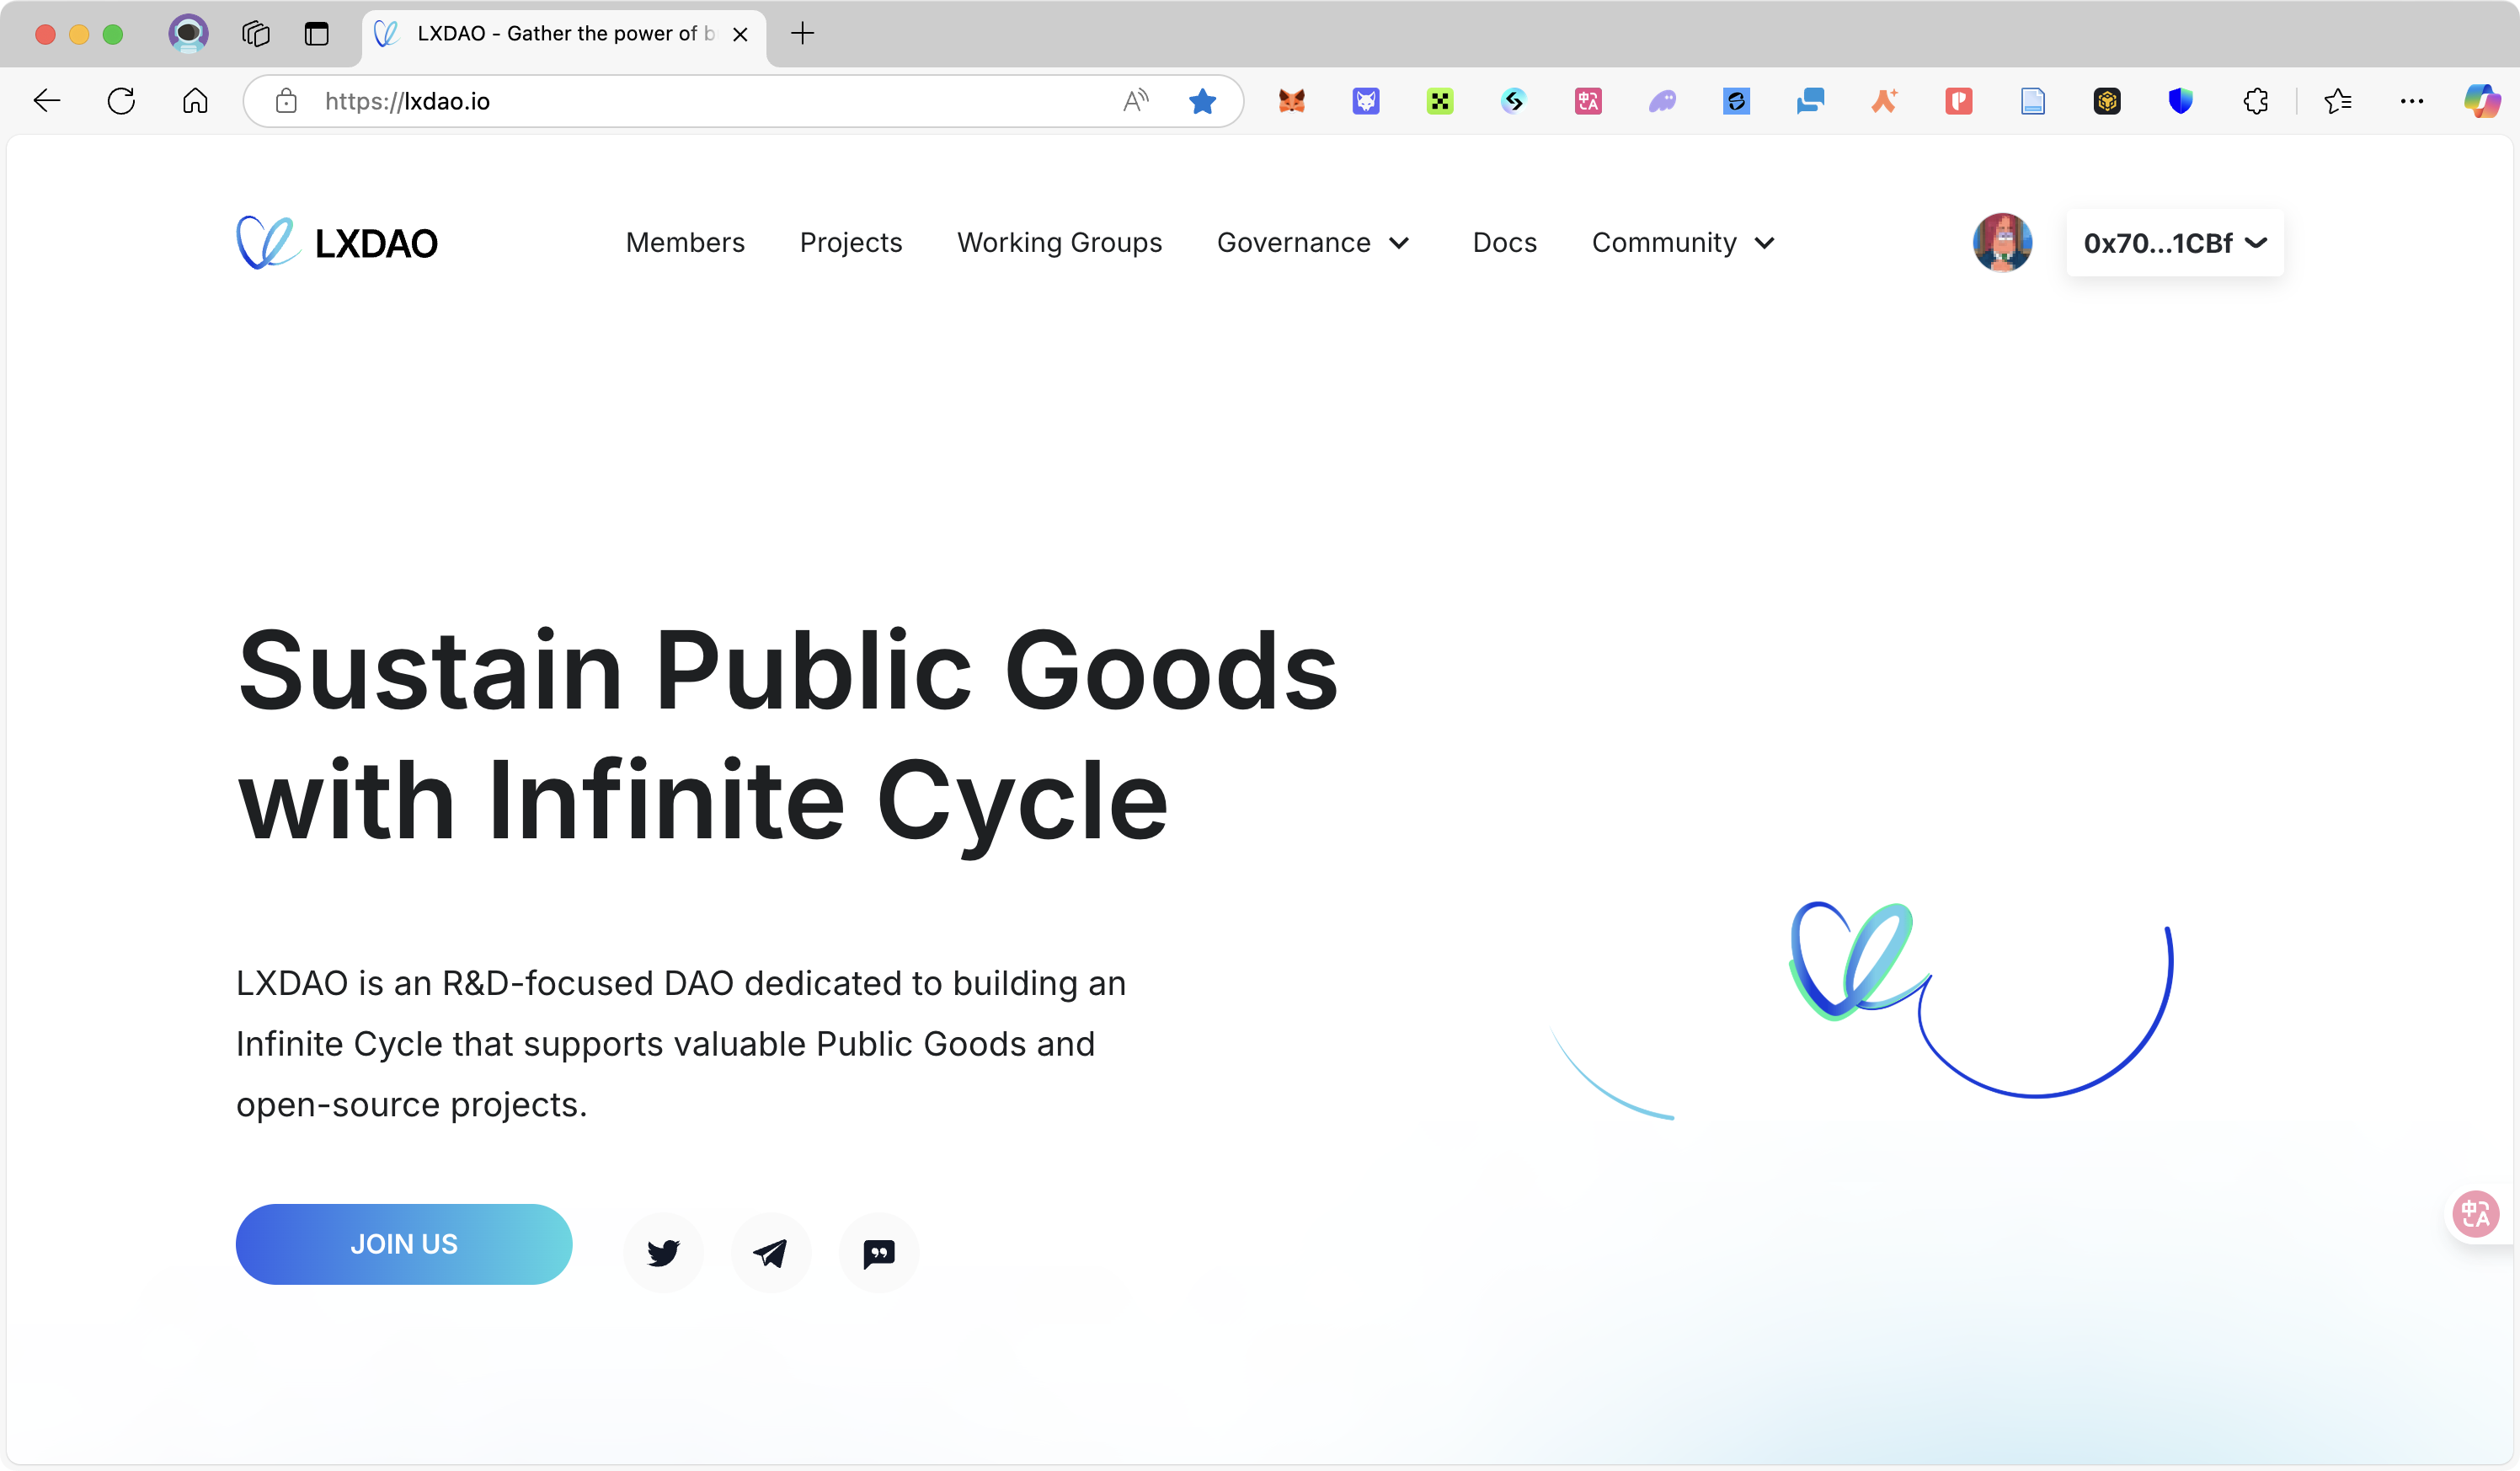 LXDAO - Gather the power of b
https://lxdao.io
LXDAO
Members
Projects
Working Groups
Governance
Docs
Community
0x70...1CBf
Sustain Public Goods
with Infinite Cycle
LXDAO is an R&D-focused DAO dedicated to building an
Infinite Cycle that supports valuable Public Goods and
open-source projects.
JOIN US